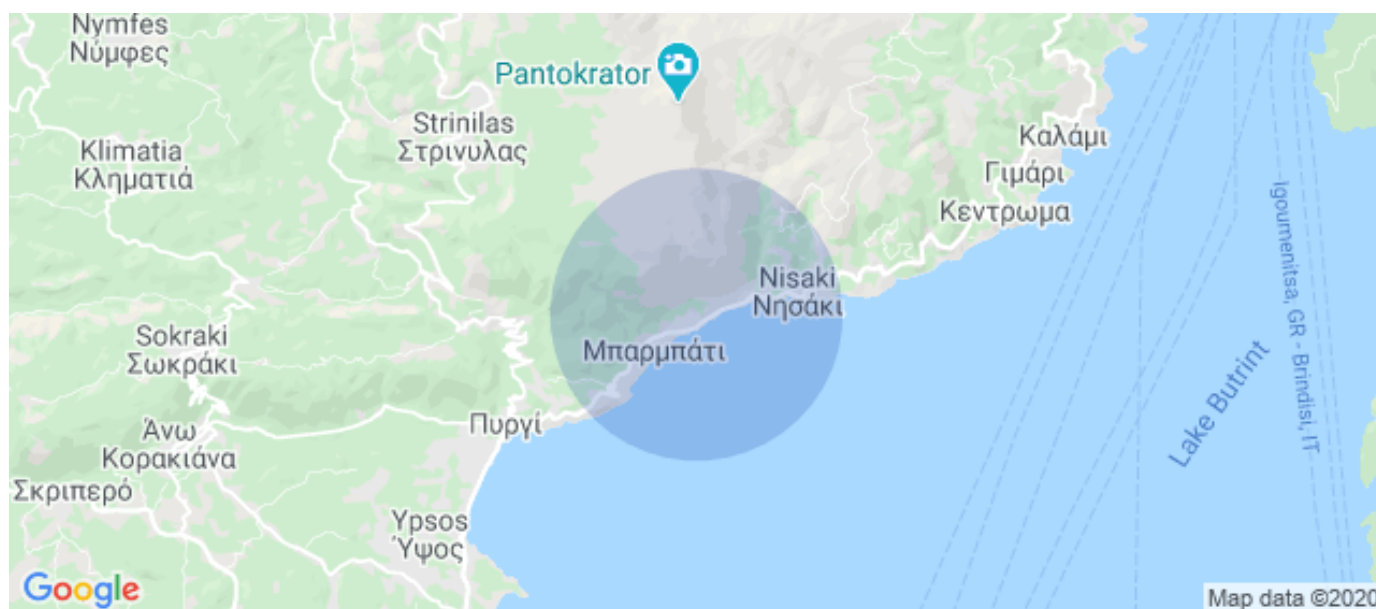 Nymfes
Νύμφες
Pantokrator
Strinilas
Στρινυλας
Καλάμι
Γιμάρι
Κεντρωμα
Klimatia
Κληματιά
Nisaki
Νησάκι
Igoumenitsa, GR - Brindisi, IT
Sokraki
Σωκράκι
Μπαρμπάτι
Lake Butrint
Πυργί
Άνω
Κορακιάνα
Σκριπερό
Ypsos
Ύψος
Google
Map data ©2020